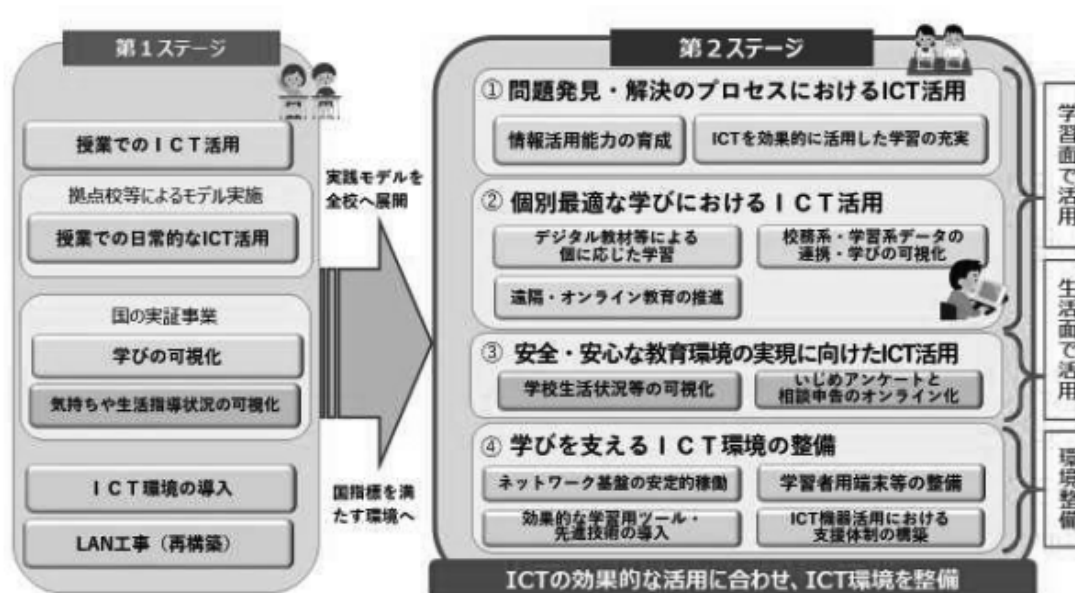 第1ステージ
授業でのICT活用
拠点校等によるモデル実施
授業での日常的なICT活用
国の実証事業
学びの可視化
気持ちや生活指導状況の可視化
ICT環境の導入
LAN工事（再構築）
実践モデルを
全校へ展開
国指標を満
たす環境へ
第2ステージ
① 問題発見・解決のプロセスにおけるICT活用
情報活用能力の育成
ICTを効果的に活用した学習の充実
② 個別最適な学びにおけるICT活用
デジタル教材等による
個に応じた学習
校務系・学習系データの
連携・学びの可視化
遠隔・オンライン教育の推進
③ 安全・安心な教育環境の実現に向けたICT活用
学校生活状況等の可視化
いじめアンケートと
相談申告のオンライン化
④ 学びを支えるICT環境の整備
ネットワーク基盤の安定的稼働
学習者用端末等の整備
効果的な学習用ツール・
先進技術の導入
ICT機器活用における
支援体制の構築
ICTの効果的な活用に合わせ、ICT環境を整備
学習面で活用
生活面で活用
環境整備